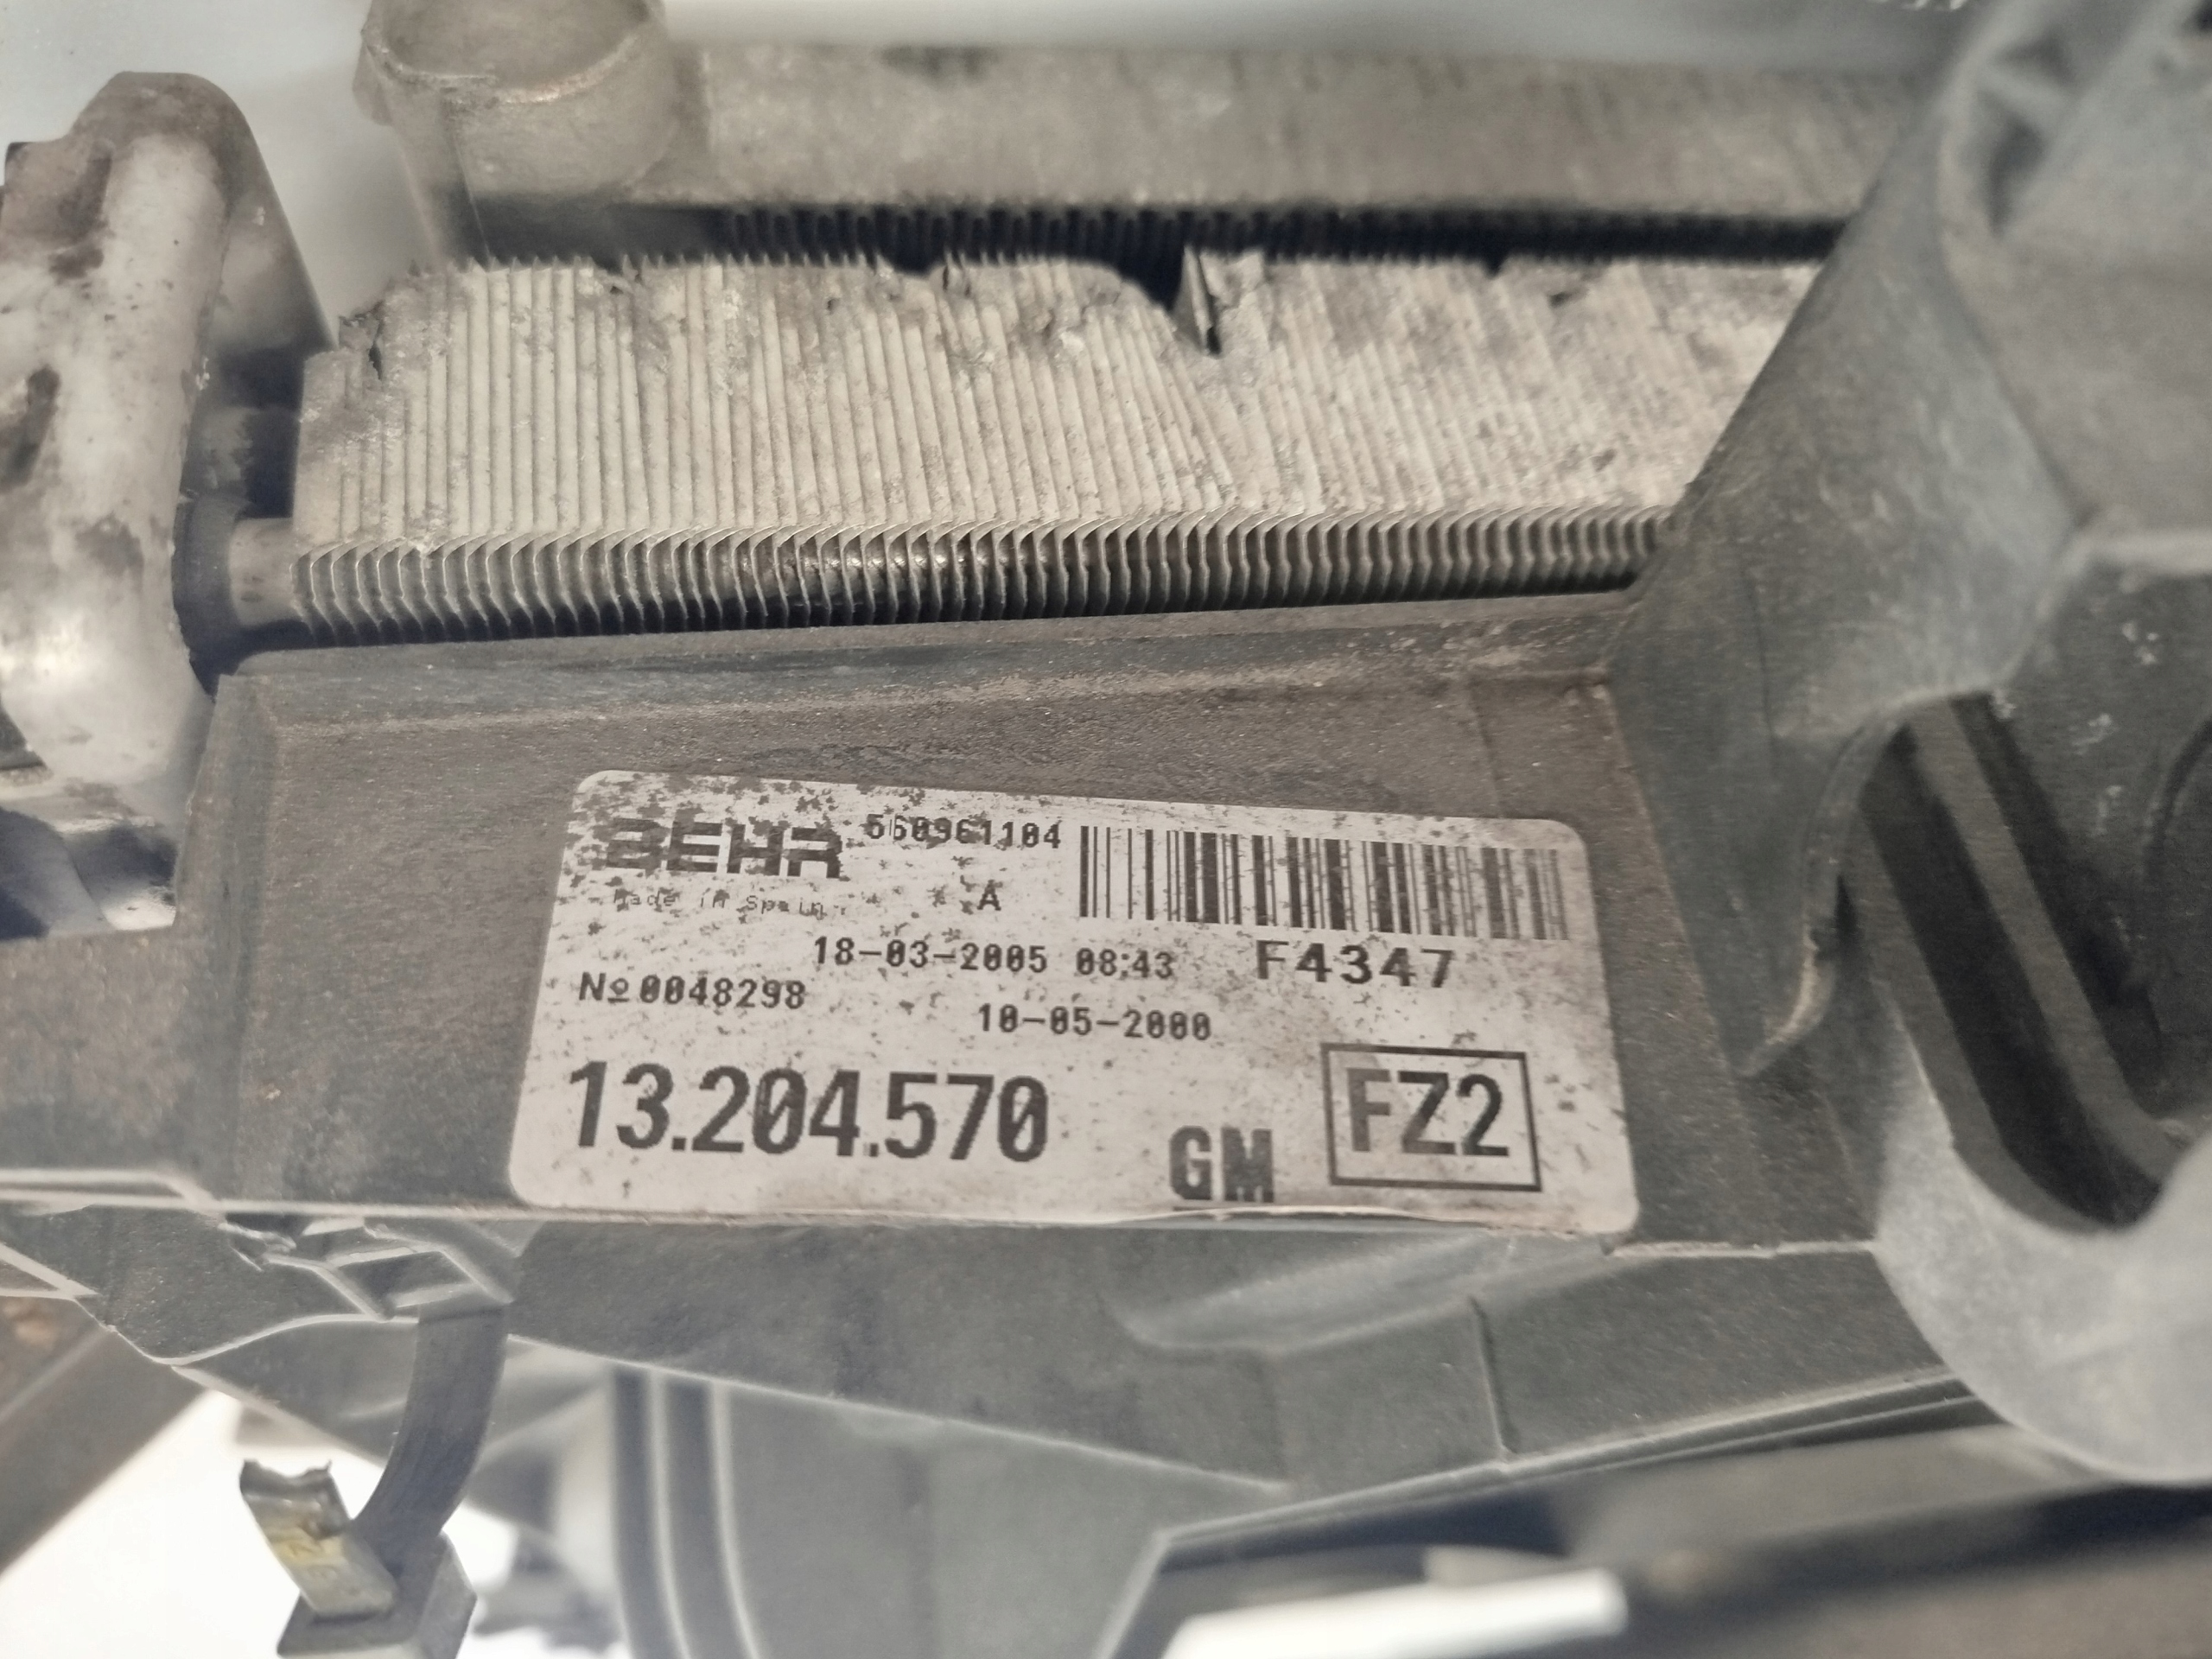 BEHR 560961104
Made in Spain A
18-03-2005 08:43 F4347
Nº0048298
10-05-2000
13.204.570
GM FZ2